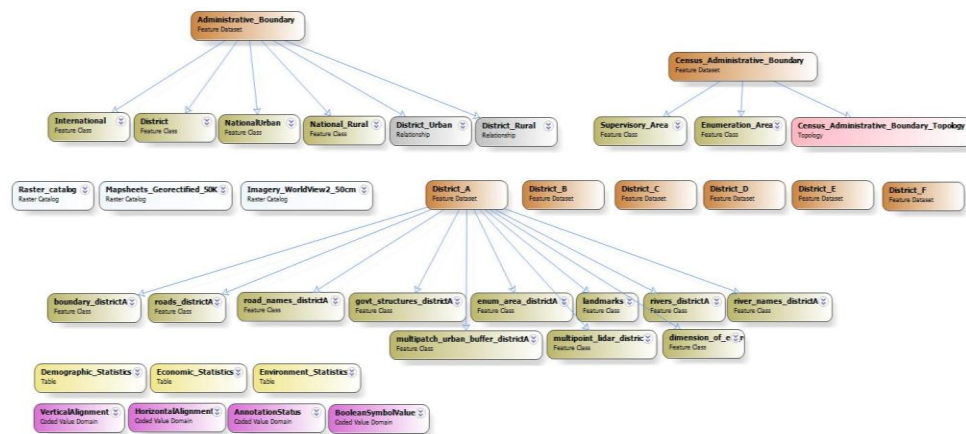 Administrative_Boundary
Feature Dataset
Census_Administrative_Boundary
Feature Dataset
International
Feature Class
District
Feature Class
NationalUrban
Feature Class
National_Rural
Feature Class
District_Urban
Relationship
District_Rural
Relationship
Supervisory_Area
Feature Class
Enumeration_Area
Feature Class
Census_Administrative_Boundary_Topology
Topology
Raster_catalog
Raster Catalog
Mapsheets_Georectified_50K
Raster Catalog
Imagery_WorldView2_50cm
Raster Catalog
District_A
Feature Dataset
District_B
Feature Dataset
District_C
Feature Dataset
District_D
Feature Dataset
District_E
Feature Dataset
District_F
Feature Dataset
boundary_districtA
Feature Class
roads_districtA
Feature Class
road_names_districtA
Feature Class
govt_structures_districtA
Feature Class
enum_area_districtA
Feature Class
landmarks
Feature Class
rivers_districtA
Feature Class
river_names_districtA
Feature Class
multipatch_urban_buffer_districtA
Feature Class
multipoint_lidar_distric
Feature Class
Feature Class
Demographic_Statistics
Table
Economic_Statistics
Table
Environment_Statistics
Table
VerticalAlignment
Coded Value Domain
HorizontalAlignment
Coded Value Domain
AnnotationStatus
Coded Value Domain
BooleanSymbolValue
Coded Value Domain